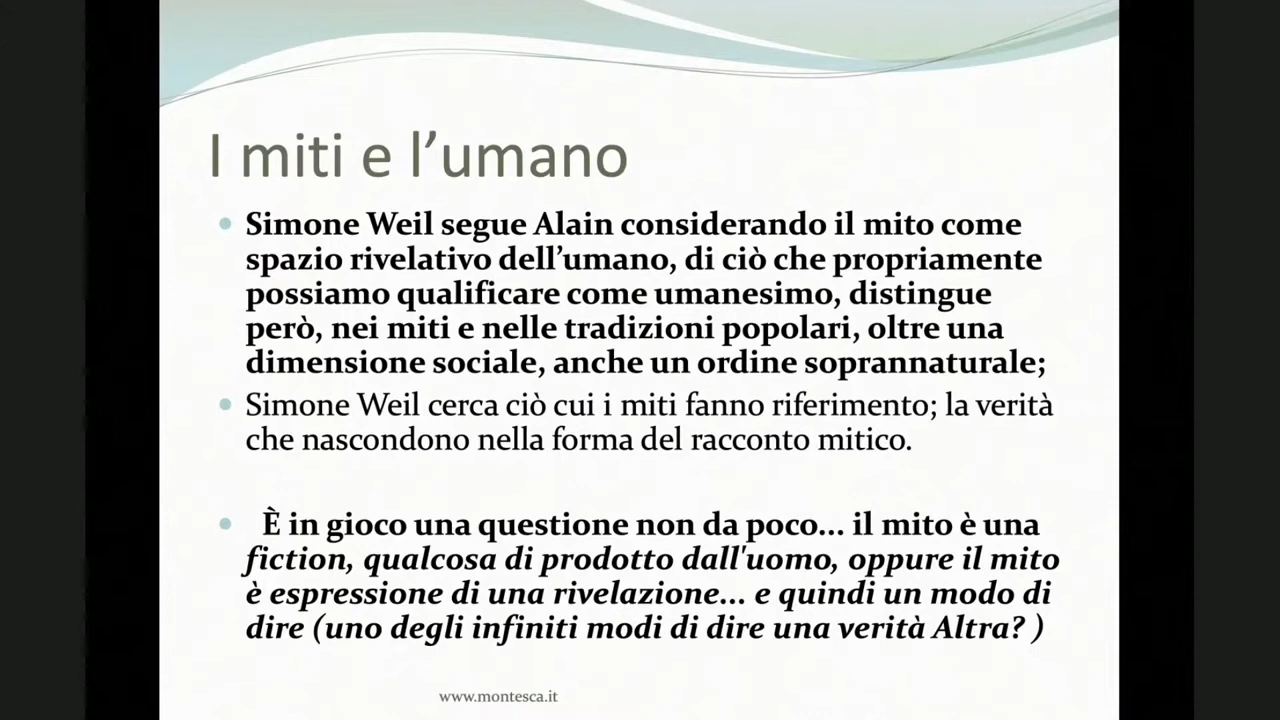 I miti e l’umano
Simone Weil segue Alain considerando il mito come
spazio rivelativo dell’umano, di ciò che propriamente
possiamo qualificare come umanesimo, distingue
però, nei miti e nelle tradizioni popolari, oltre una
dimensione sociale, anche un ordine soprannaturale;
Simone Weil cerca ciò cui i miti fanno riferimento; la verità
che nascondono nella forma del racconto mitico.
È in gioco una questione non da poco... il mito è una
fiction, qualcosa di prodotto dall'uomo, oppure il mito
è espressione di una rivelazione... e quindi un modo di
dire (uno degli infiniti modi di dire una verità Altra? )
www.montesca.it